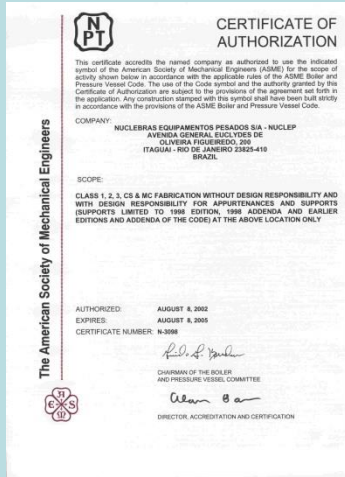 N
PT
CERTIFICATE OF
AUTHORIZATION
This certificate accredits the named company as authorized to use the indicated
symbol of the American Society of Mechanical Engineers (ASME) for the scope of
activity shown below in accordance with the applicable rules of the ASME Boiler and
Pressure Vessel Code. The use of the Code symbol and the authority granted by this
Certificate of Authorization are subject to the provisions of the agreement set forth in
the application. Any construction stamped with this symbol shall have been built strictly
in accordance with the provisions of the ASME Boiler and Pressure Vessel Code.
COMPANY:
NUCLEBRAS EQUIPAMENTOS PESADOS S/A - NUCLEP
AVENIDA GENERAL EUCLYDES DE
OLIVEIRA FIGUEIREDO, 200
ITAGUAI - RIO DE JANEIRO 23825-410
BRAZIL
SCOPE:
CLASS 1, 2, 3, CS & MC FABRICATION WITHOUT DESIGN RESPONSIBILITY AND
WITH DESIGN RESPONSIBILITY FOR APPURTENANCES AND SUPPORTS
(SUPPORTS LIMITED TO 1998 EDITION, 1998 ADDENDA AND EARLIER
EDITIONS AND ADDENDA OF THE CODE) AT THE ABOVE LOCATION ONLY
AUTHORIZED: AUGUST 8, 2002
EXPIRES: AUGUST 8, 2005
CERTIFICATE NUMBER: N-3098
CHAIRMAN OF THE BOILER
AND PRESSURE VESSEL COMMITTEE
DIRECTOR, ACCREDITATION AND CERTIFICATION
The American Society of Mechanical Engineers
A
E S
M